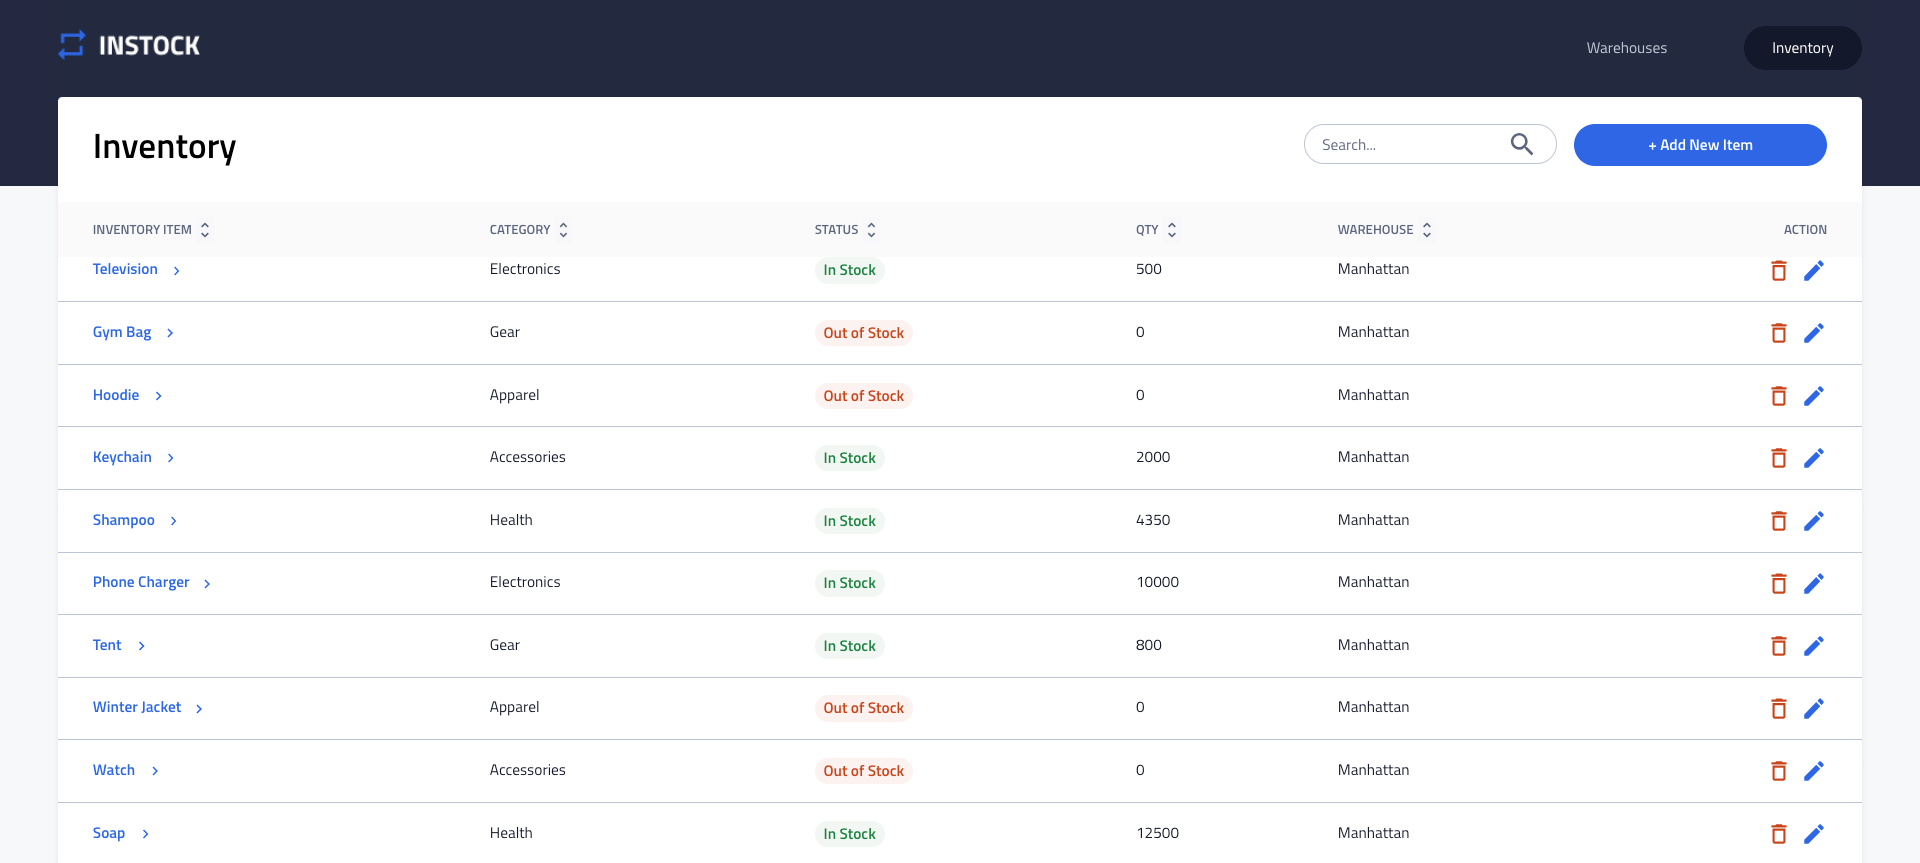 INSTOCK
Warehouses
Inventory
Inventory
Search...
+ Add New Item
INVENTORY ITEM CATEGORY STATUS QTY WAREHOUSE ACTION
Television Electronics In Stock 500 Manhattan
Gym Bag Gear Out of Stock 0 Manhattan
Hoodie Apparel Out of Stock 0 Manhattan
Keychain Accessories In Stock 2000 Manhattan
Shampoo Health In Stock 4350 Manhattan
Phone Charger Electronics In Stock 10000 Manhattan
Tent Gear In Stock 800 Manhattan
Winter Jacket Apparel Out of Stock 0 Manhattan
Watch Accessories Out of Stock 0 Manhattan
Soap Health In Stock 12500 Manhattan